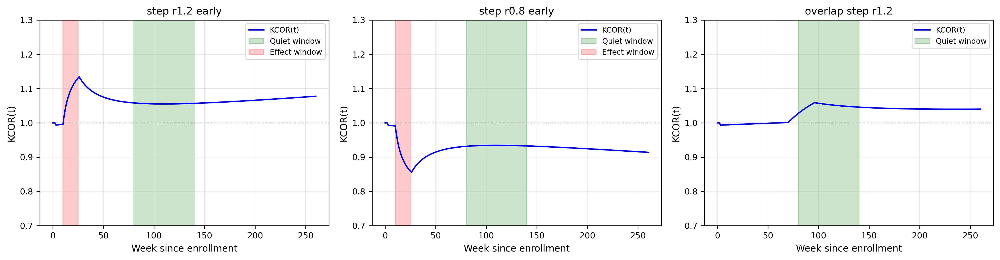 step r1.2 early
1.3
1.2
1.1
1.0
0.9
0.8
0.7
KCOR(t)
KCOR(t)
Quiet window
Effect window
0
50
100
150
200
250
Week since enrollment
step r0.8 early
1.3
1.2
1.1
1.0
0.9
0.8
0.7
KCOR(t)
KCOR(t)
Quiet window
Effect window
0
50
100
150
200
250
Week since enrollment
overlap step r1.2
1.3
1.2
1.1
1.0
0.9
0.8
0.7
KCOR(t)
KCOR(t)
Quiet window
0
50
100
150
200
250
Week since enrollment